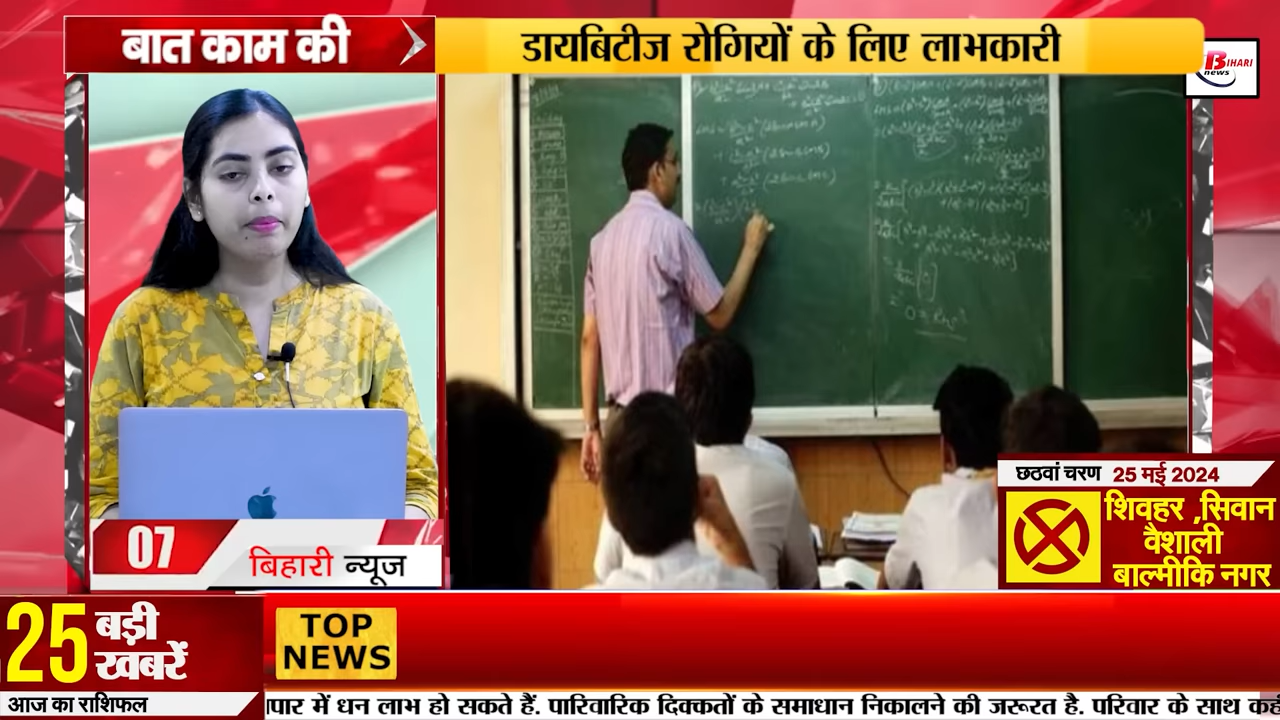 बात काम की
डायबिटीज रोगियों के लिए लाभकारी
BIHARI
news
छठवां चरण 25 मई 2024
शिवहर ,सिवान
वैशाली
बाल्मीकि नगर
07
बिहारी न्यूज
25 बड़ी
खबरें
TOP
NEWS
आज का राशिफल
पार में धन लाभ हो सकते हैं. पारिवारिक दिक्कतों के समाधान निकालने की जरूरत है. परिवार के साथ कह